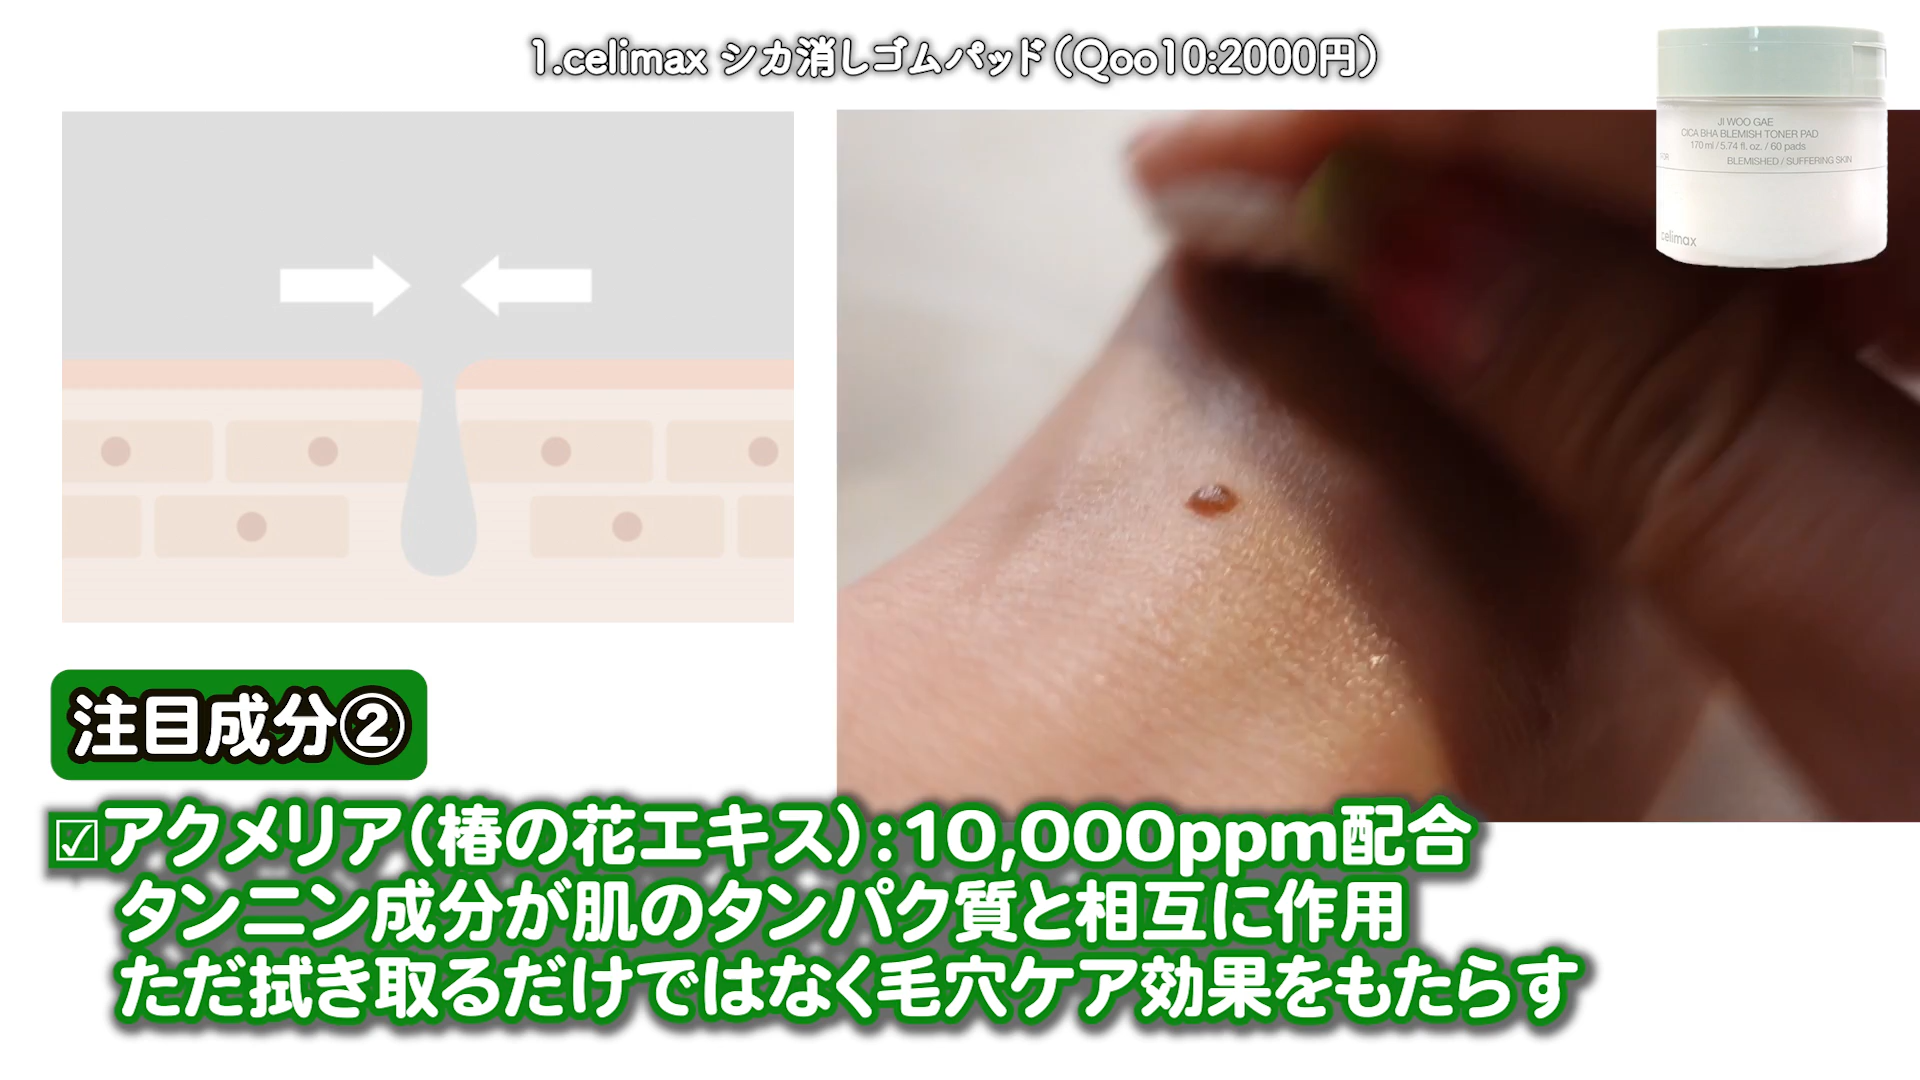 1.celimax シカ消しゴムパッド（Qoo10:2000円）
JI WOO GAE
CICA BHA BLEMISH TONER PAD
170 ml / 5.74 fl. oz. / 60 pads
BLEMISHED / SUFFERING SKIN
celimax
注目成分②
☑アクメリア（椿の花エキス）：10,000ppm配合
タンニン成分が肌のタンパク質と相互に作用
ただ拭き取るだけではなく毛穴ケア効果をもたらす